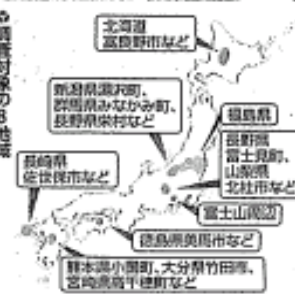 調査対象の8地域
北海道
富良野市など
新潟県湯沢町、
群馬県みなかみ町、
長野県栄村など
福島県
長野県
富士見町、
山梨県
北杜市など
富士山周辺
長崎県
佐世保市など
徳島県美馬市など
熊本県小国町、大分県竹田市、
宮崎県高千穂町など